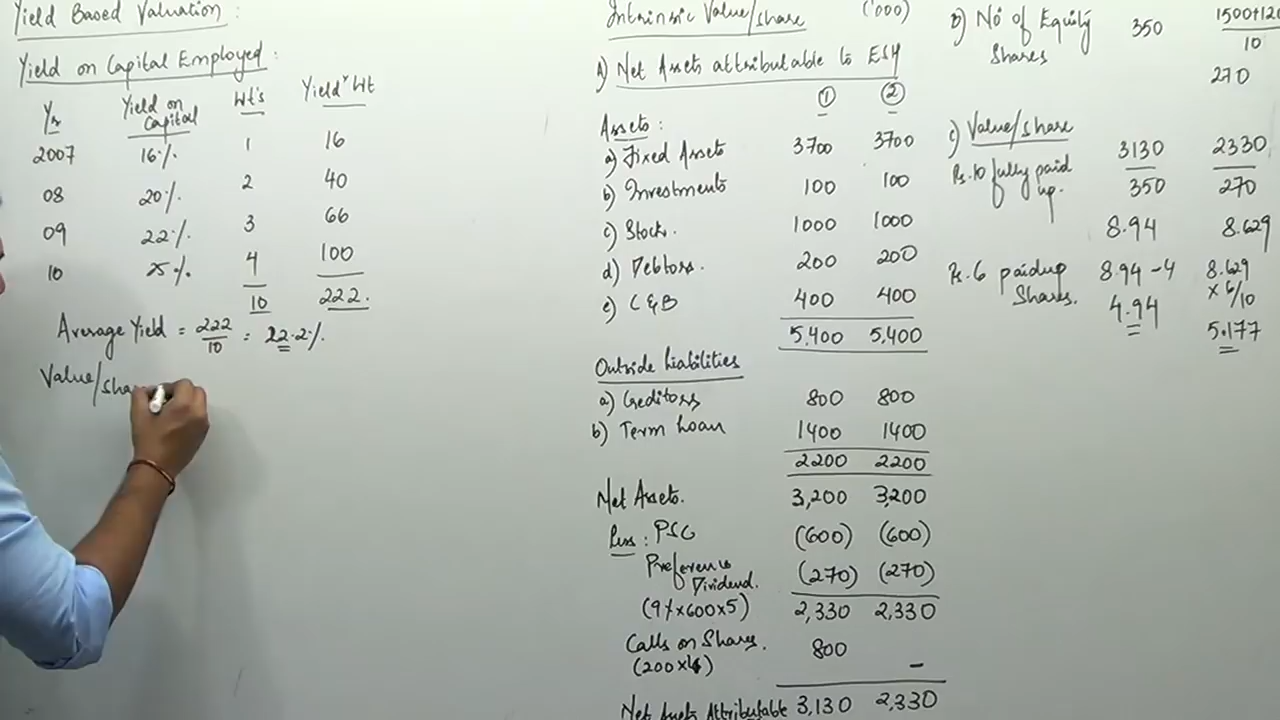 Yield Based Valuation :
Yield on Capital Employed :
Yr Yield on Capital Wt's Yield × Wt
2007 16% 1 16
08 20% 2 40
09 22% 3 66
10 25% 4 100
10 222.
Average Yield = 222/10 = 22.2%.
Value/Shar
Intrinsic Value/share ('000)
A) Net Assets attributable to ESH
① ②
Assets :
a) Fixed Assets 3700 3700
b) Investments 100 100
c) Stock. 1000 1000
d) Debtors. 200 200
e) C & B 400 400
5,400 5,400
Outside Liabilities
a) Creditors 800 800
b) Term Loan 1400 1400
2200 2200
Net Assets. 3,200 3,200
Less : PSC (600) (600)
Preference Dividend. (270) (270)
(9%×600×5) 2,330 2,330
Calls on Shares. 800
(200×4) -
Net Assets Attributable 3,130 2,330
B) No of Equity Shares 350 1500+120/10
270
c) Value/share 3130/350 2330/270
Rs.10 fully paid up. 8.94 8.629
Rs.6 paidup Shares. 8.94-4 8.629 × 6/10
4.94 5.177